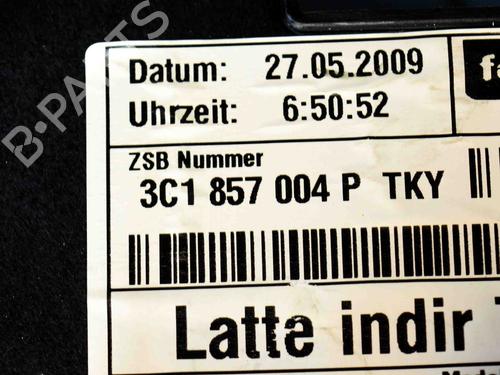 Datum: 27.05.2009
Uhrzeit: 6:50:52
ZSB Nummer
3C1 857 004 P TKY
Latte indir
B-PARTS